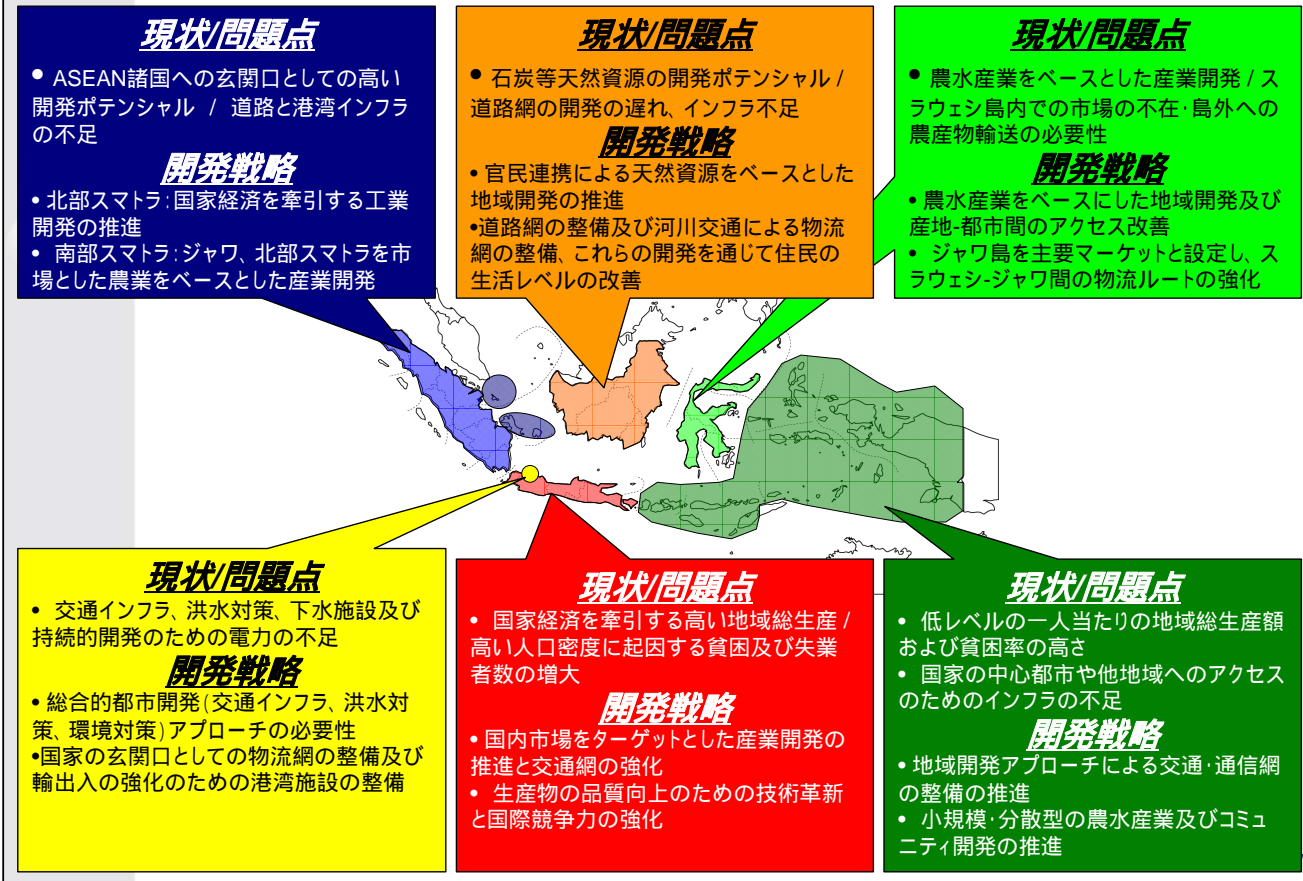 現状/問題点
• ASEAN諸国への玄関口としての高い
開発ポテンシャル / 道路と港湾インフラ
の不足
開発戦略
• 北部スマトラ:国家経済を牽引する工業
開発の推進
• 南部スマトラ:ジャワ、北部スマトラを市
場とした農業をベースとした産業開発
現状/問題点
• 石炭等天然資源の開発ポテンシャル /
道路網の開発の遅れ、インフラ不足
開発戦略
• 官民連携による天然資源をベースとした
地域開発の推進
•道路網の整備及び河川交通による物流
網の整備、これらの開発を通じて住民の
生活レベルの改善
現状/問題点
• 農水産業をベースとした産業開発 / ス
ラウェシ島内での市場の不在・島外への
農産物輸送の必要性
開発戦略
• 農水産業をベースにした地域開発及び
産地-都市間のアクセス改善
• ジャワ島を主要マーケットと設定し、ス
ラウェシ-ジャワ間の物流ルートの強化
現状/問題点
• 交通インフラ、洪水対策、下水施設及び
持続的開発のための電力の不足
開発戦略
• 総合的都市開発(交通インフラ、洪水対
策、環境対策)アプローチの必要性
•国家の玄関口としての物流網の整備及び
輸出入の強化のための港湾施設の整備
現状/問題点
• 国家経済を牽引する高い地域総生産 /
高い人口密度に起因する貧困及び失業
者数の増大
開発戦略
• 国内市場をターゲットとした産業開発の
推進と交通網の強化
• 生産物の品質向上のための技術革新
と国際競争力の強化
現状/問題点
• 低レベルの一人当たりの地域総生産額
および貧困率の高さ
• 国家の中心都市や他地域へのアクセス
のためのインフラの不足
開発戦略
• 地域開発アプローチによる交通・通信網
の整備の推進
• 小規模・分散型の農水産業及びコミュ
ニティ開発の推進